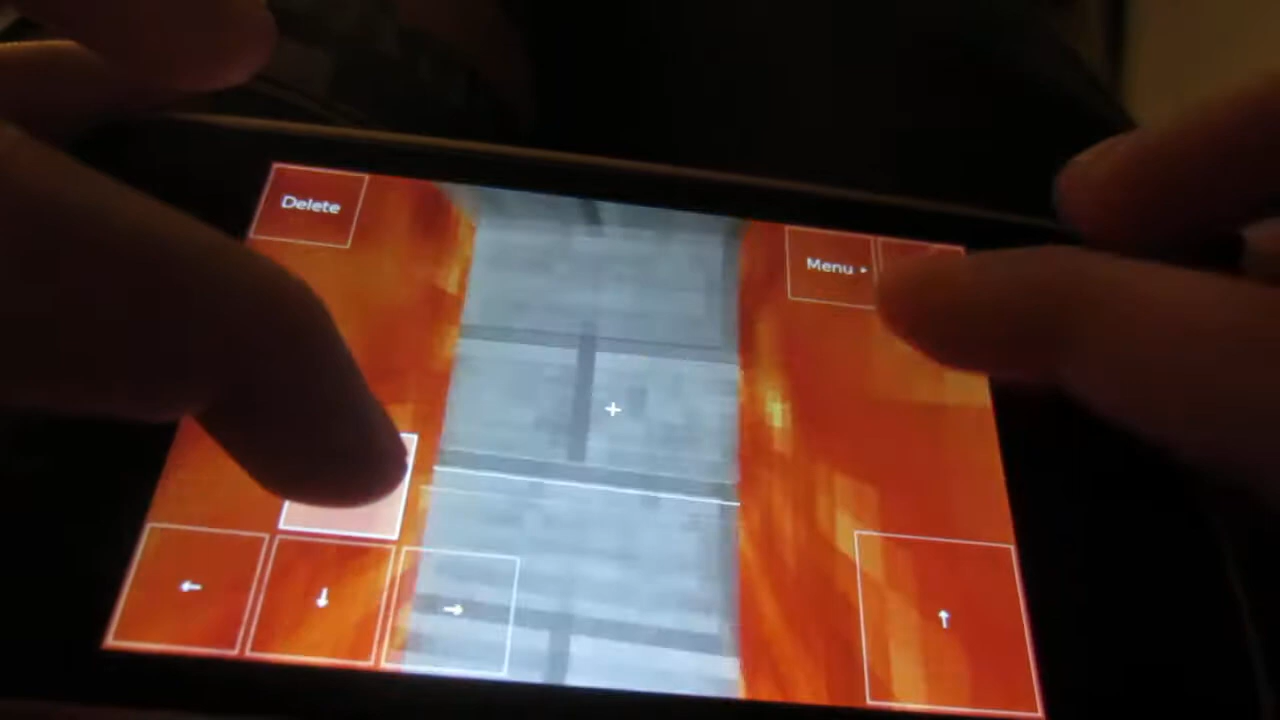 Delete
Menu
←
↓
→
↑